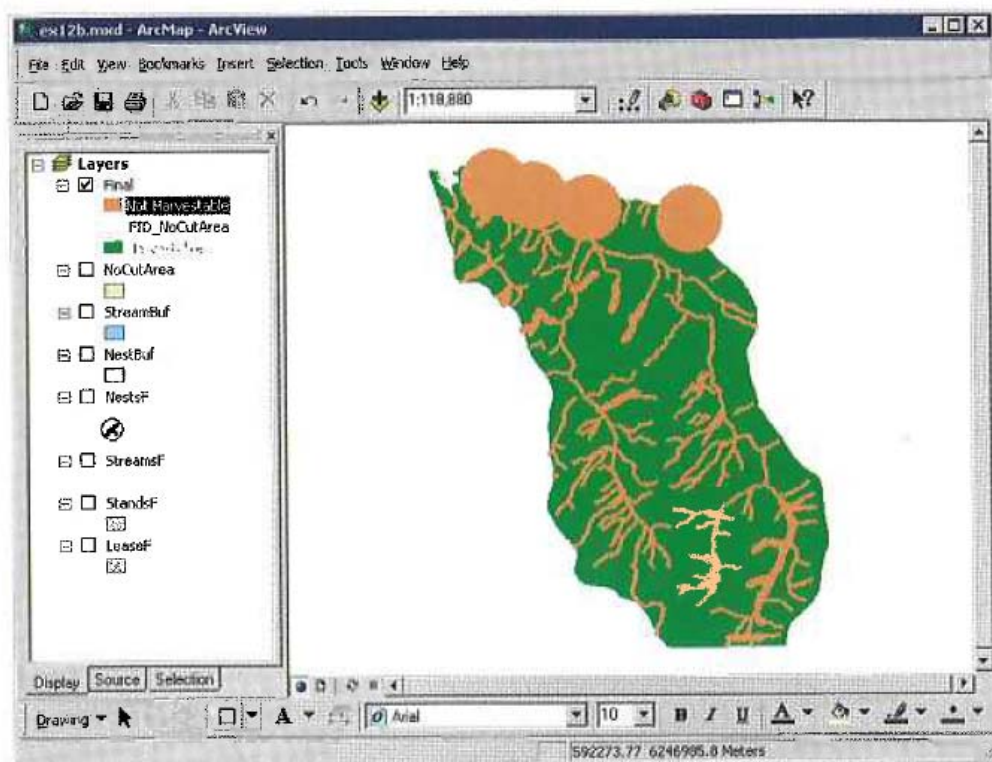 ex12b.mxd - ArcMap - ArcView
File Edit View Bookmarks Insert Selection Tools Window Help
1:118,880
Layers
Final
Not Harvestable
FID_NoCutArea
NoCutArea
StreamBuf
NestBuf
NestsF
StreamsF
StandsF
LeaseF
Display Source Selection
Drawing A Arial 10 B I U A
592273.77 6246985.8 Meters